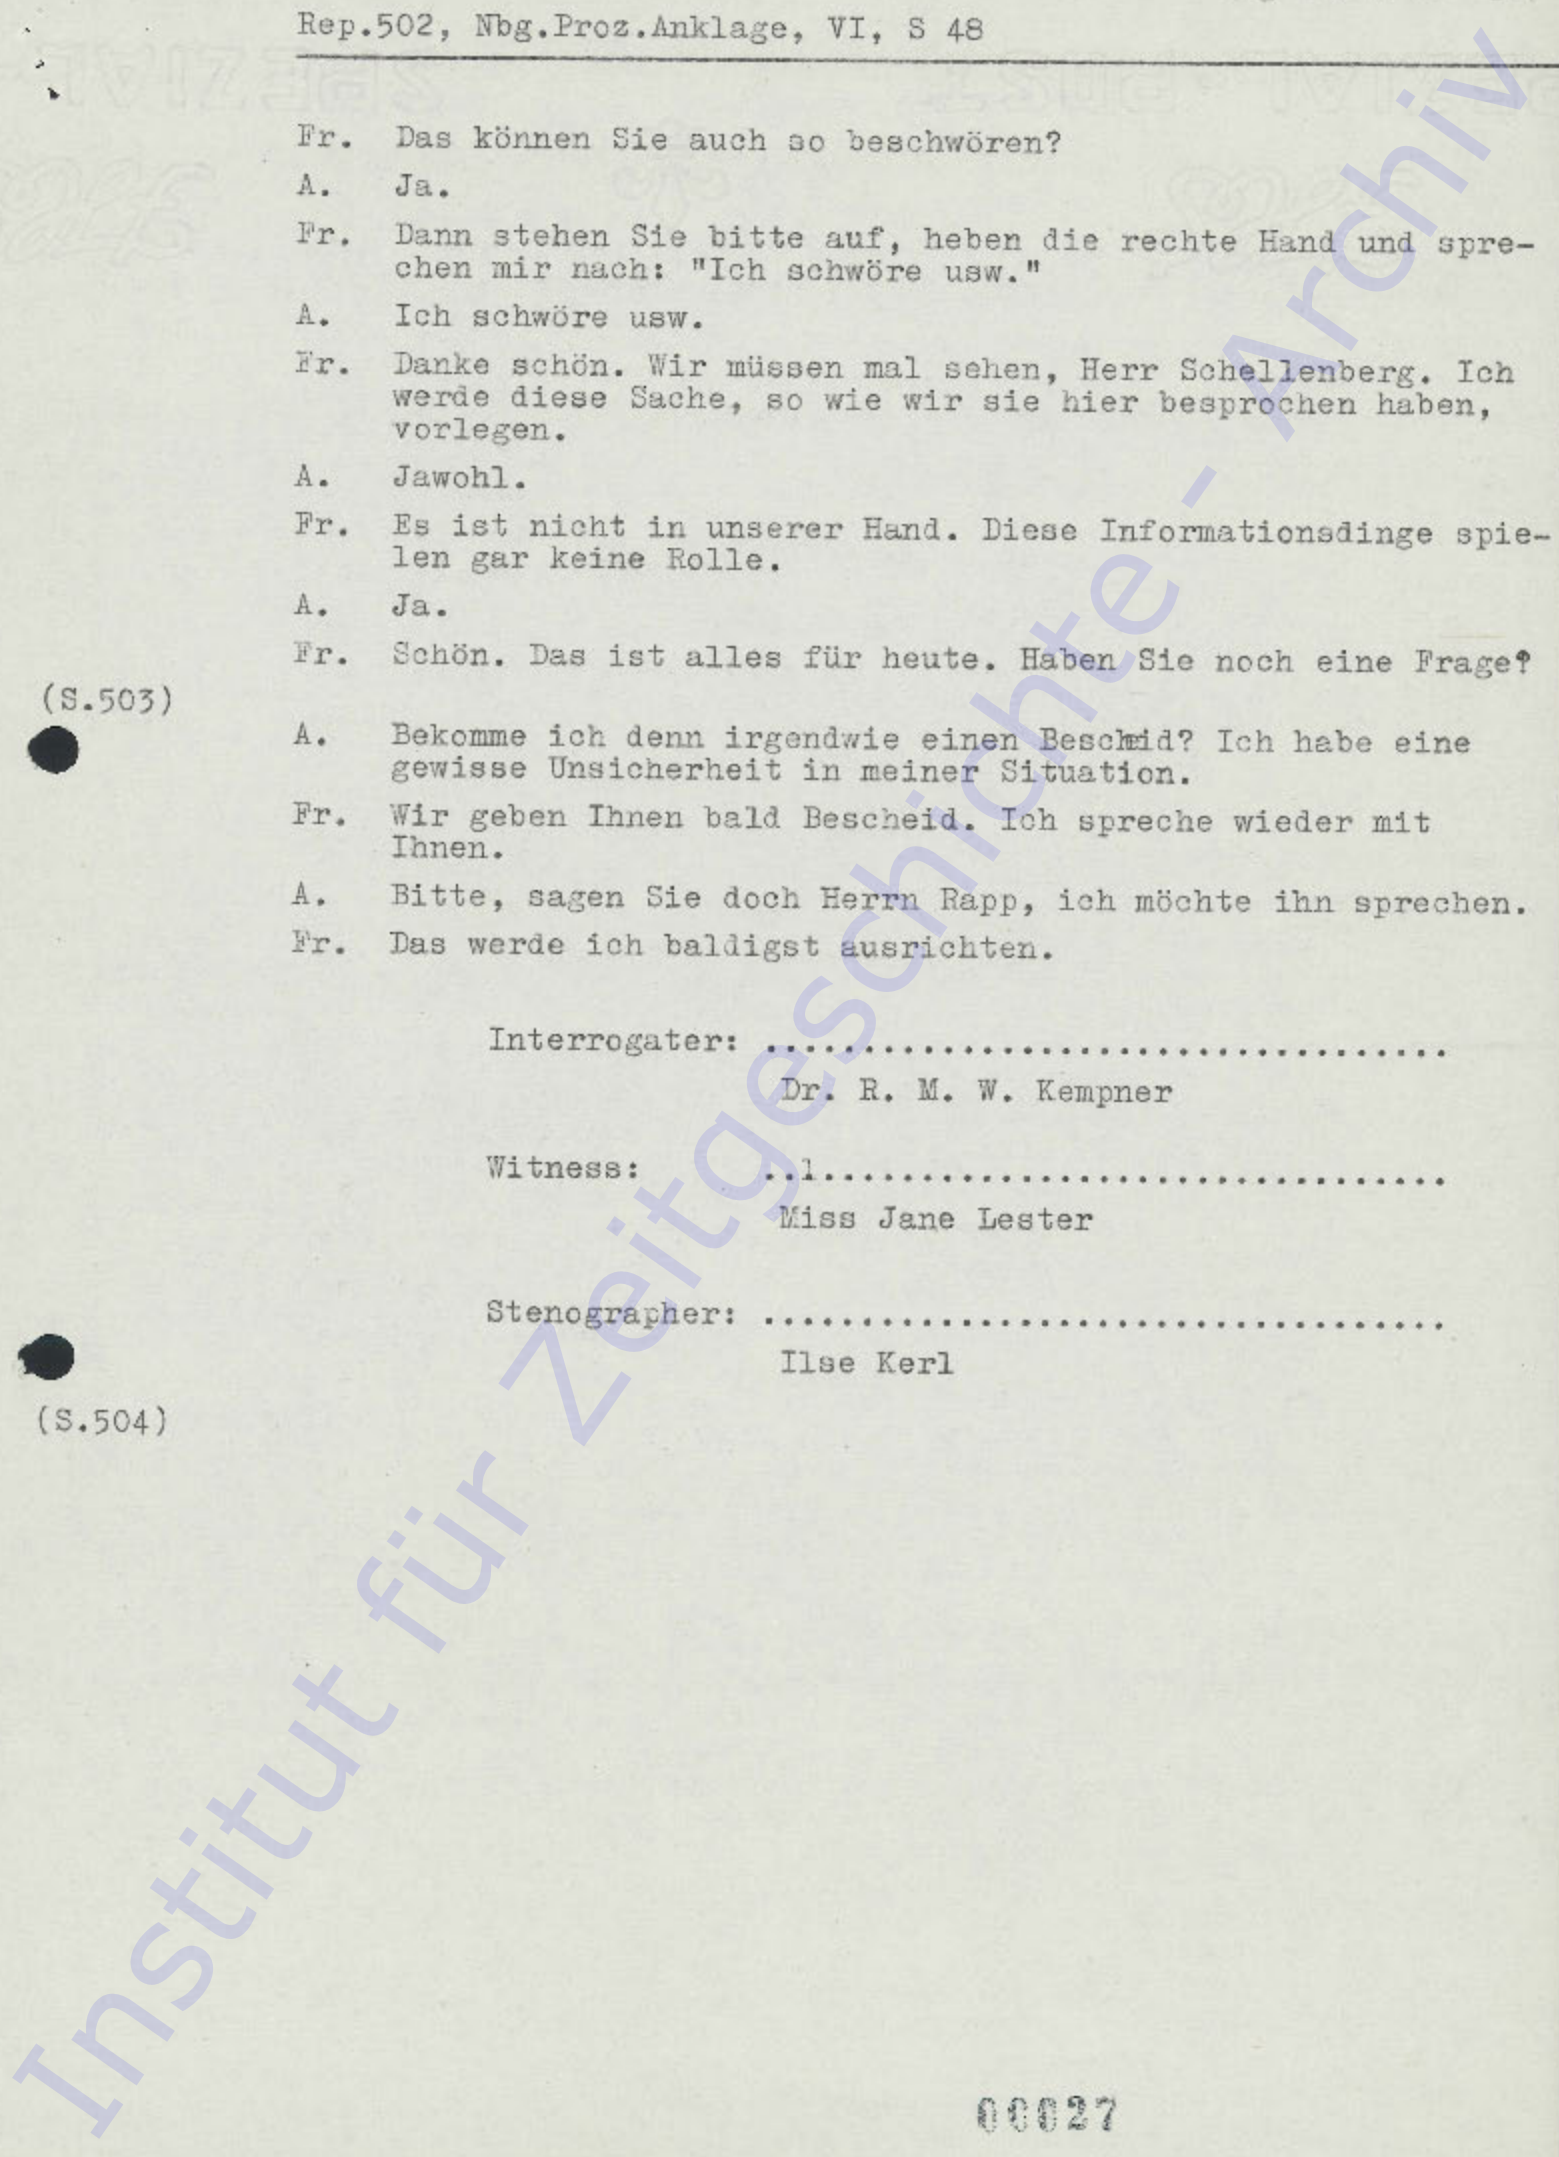 Rep.502, Nbg.Proz.Anklage, VI, S 48
Fr. Das können Sie auch so beschwören?
A. Ja.
Fr. Dann stehen Sie bitte auf, heben die rechte Hand und spre-
chen mir nach: "Ich schwöre usw."
A. Ich schwöre usw.
Fr. Danke schön. Wir müssen mal sehen, Herr Schellenberg. Ich
werde diese Sache, so wie wir sie hier besprochen haben,
vorlegen.
A. Jawohl.
Fr. Es ist nicht in unserer Hand. Diese Informationsdinge spie-
len gar keine Rolle.
A. Ja.
Fr. Schön. Das ist alles für heute. Haben Sie noch eine Frage?
(S.503)
A. Bekomme ich denn irgendwie einen Bescheid? Ich habe eine
gewisse Unsicherheit in meiner Situation.
Fr. Wir geben Ihnen bald Bescheid. Ich spreche wieder mit
Ihnen.
A. Bitte, sagen Sie doch Herrn Rapp, ich möchte ihn sprechen.
Fr. Das werde ich baldigst ausrichten.
Interrogater: ...................................
Dr. R. M. W. Kempner
Witness: ..l................................
Miss Jane Lester
Stenographer: ...................................
Ilse Kerl
(S.504)
00027
Institut für Zeitgeschichte - Archiv